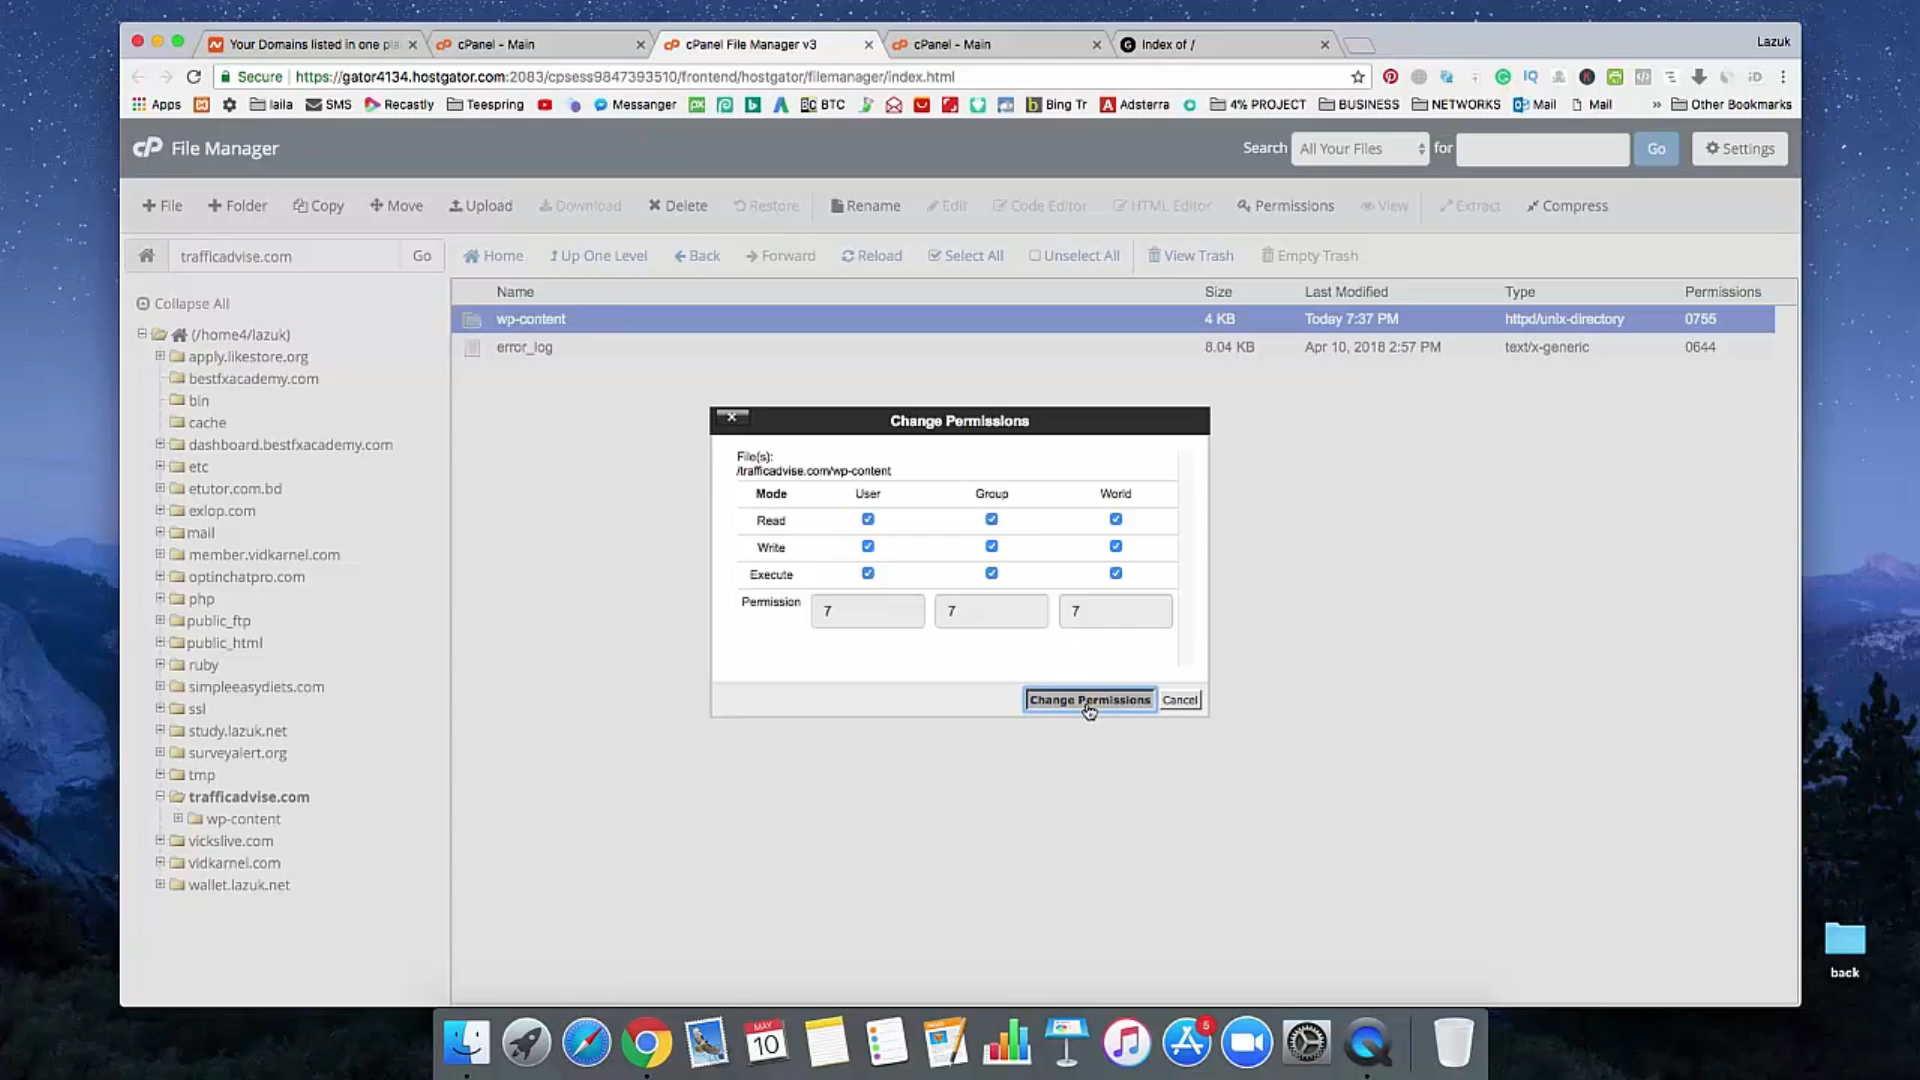 Your Domains listed in one pla
cPanel - Main
cPanel File Manager v3
cPanel - Main
Index of /
Lazuk
Secure
https://gator4134.hostgator.com:2083/cpsess9847393510/frontend/hostgator/filemanager/index.html
Apps
laila
SMS
Recastly
Teespring
Messanger
BTC
Bing Tr
Adsterra
4% PROJECT
BUSINESS
NETWORKS
Mail
Mail
» Other Bookmarks
cP File Manager
Search
All Your Files
for
Go
Settings
File
Folder
Copy
Move
Upload
Download
Delete
Restore
Rename
Edit
Code Editor
HTML Editor
Permissions
View
Extract
Compress
trafficadvise.com
Go
Home
Up One Level
Back
Forward
Reload
Select All
Unselect All
View Trash
Empty Trash
Collapse All
(/home4/lazuk)
apply.likestore.org
bestfxacademy.com
bin
cache
dashboard.bestfxacademy.com
etc
etutor.com.bd
exlop.com
mail
member.vidkarnel.com
optinchatpro.com
php
public_ftp
public_html
ruby
simpleeasydiets.com
ssl
study.lazuk.net
surveyalert.org
tmp
trafficadvise.com
wp-content
vickslive.com
vidkarnel.com
wallet.lazuk.net
Name Size Last Modified Type Permissions
wp-content 4 KB Today 7:37 PM httpd/unix-directory 0755
error_log 8.04 KB Apr 10, 2018 2:57 PM text/x-generic 0644
Change Permissions
File(s):
/trafficadvise.com/wp-content
Mode User Group World
Read
Write
Execute
Permission 7 7 7
Change Permissions
Cancel
back
MAY
10
5